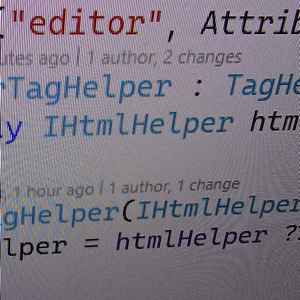 ["editor", Attrib
utes ago | 1 author, 2 changes
rTagHelper : TagHe
ly IHtmlHelper htm
s, 1 hour ago | 1 author, 1 change
agHelper(IHtmlHelper
lper = htmlHelper ??